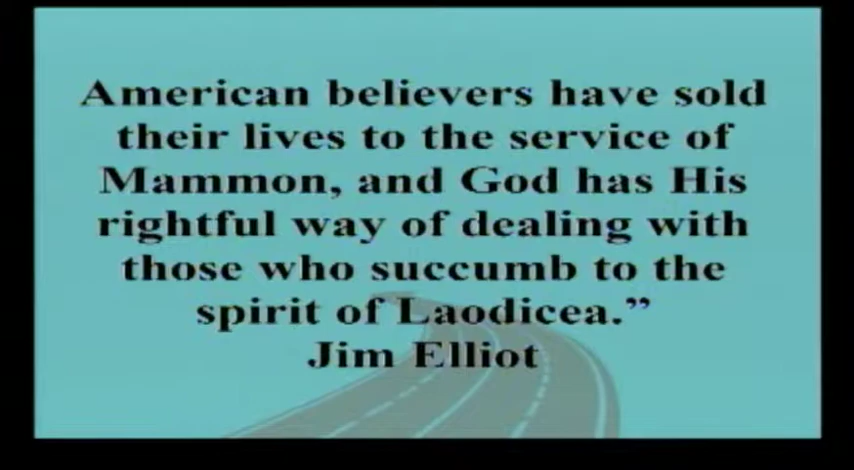 American believers have sold
their lives to the service of
Mammon, and God has His
rightful way of dealing with
those who succumb to the
spirit of Laodicea.”
Jim Elliot